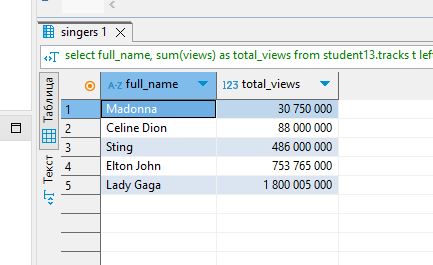 singers 1
select full_name, sum(views) as total_views from student13.tracks t left
Таблица
Текст
A-Z full_name
123 total_views
1 Madonna 30 750 000
2 Celine Dion 88 000 000
3 Sting 486 000 000
4 Elton John 753 765 000
5 Lady Gaga 1 800 005 000